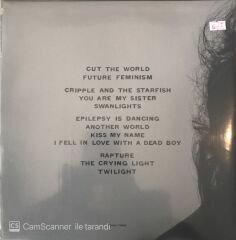 CUT THE WORLD
FUTURE FEMINISM
CRIPPLE AND THE STARFISH
YOU ARE MY SISTER
SWANLIGHTS
EPILEPSY IS DANCING
ANOTHER WORLD
KISS MY NAME
I FELL IN LOVE WITH A DEAD BOY
RAPTURE
THE CRYING LIGHT
TWILIGHT
CS CamScanner ile tarandı